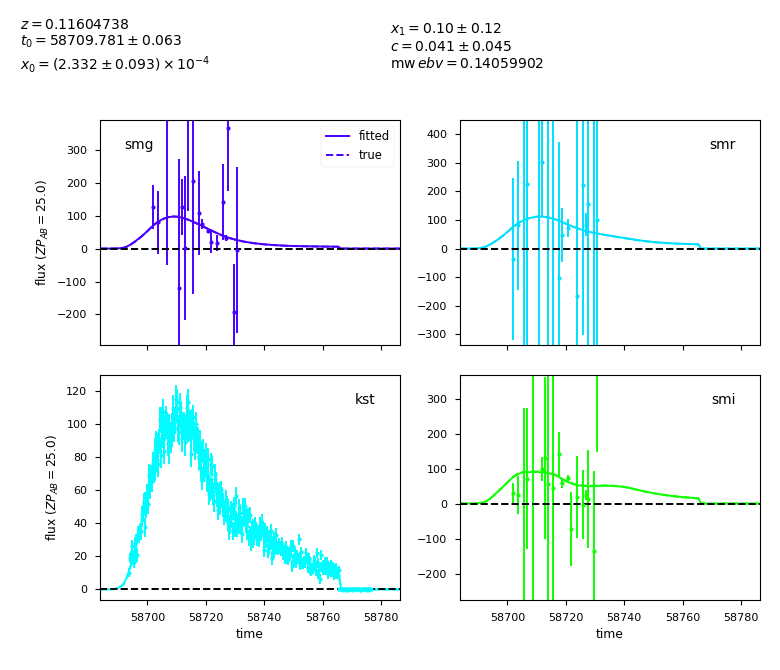 z = 0.11604738
t₀ = 58709.781 ± 0.063
x₀ = (2.332 ± 0.093) × 10⁻⁴
x₁ = 0.10 ± 0.12
c = 0.041 ± 0.045
mw ebv = 0.14059902
smg
fitted
true
300
200
100
0
−100
−200
flux (ZP_AB = 25.0)
smr
400
300
200
100
0
−100
−200
−300
kst
120
100
80
60
40
20
0
flux (ZP_AB = 25.0)
58700 58720 58740 58760 58780
time
smi
300
200
100
0
−100
−200
58700 58720 58740 58760 58780
time